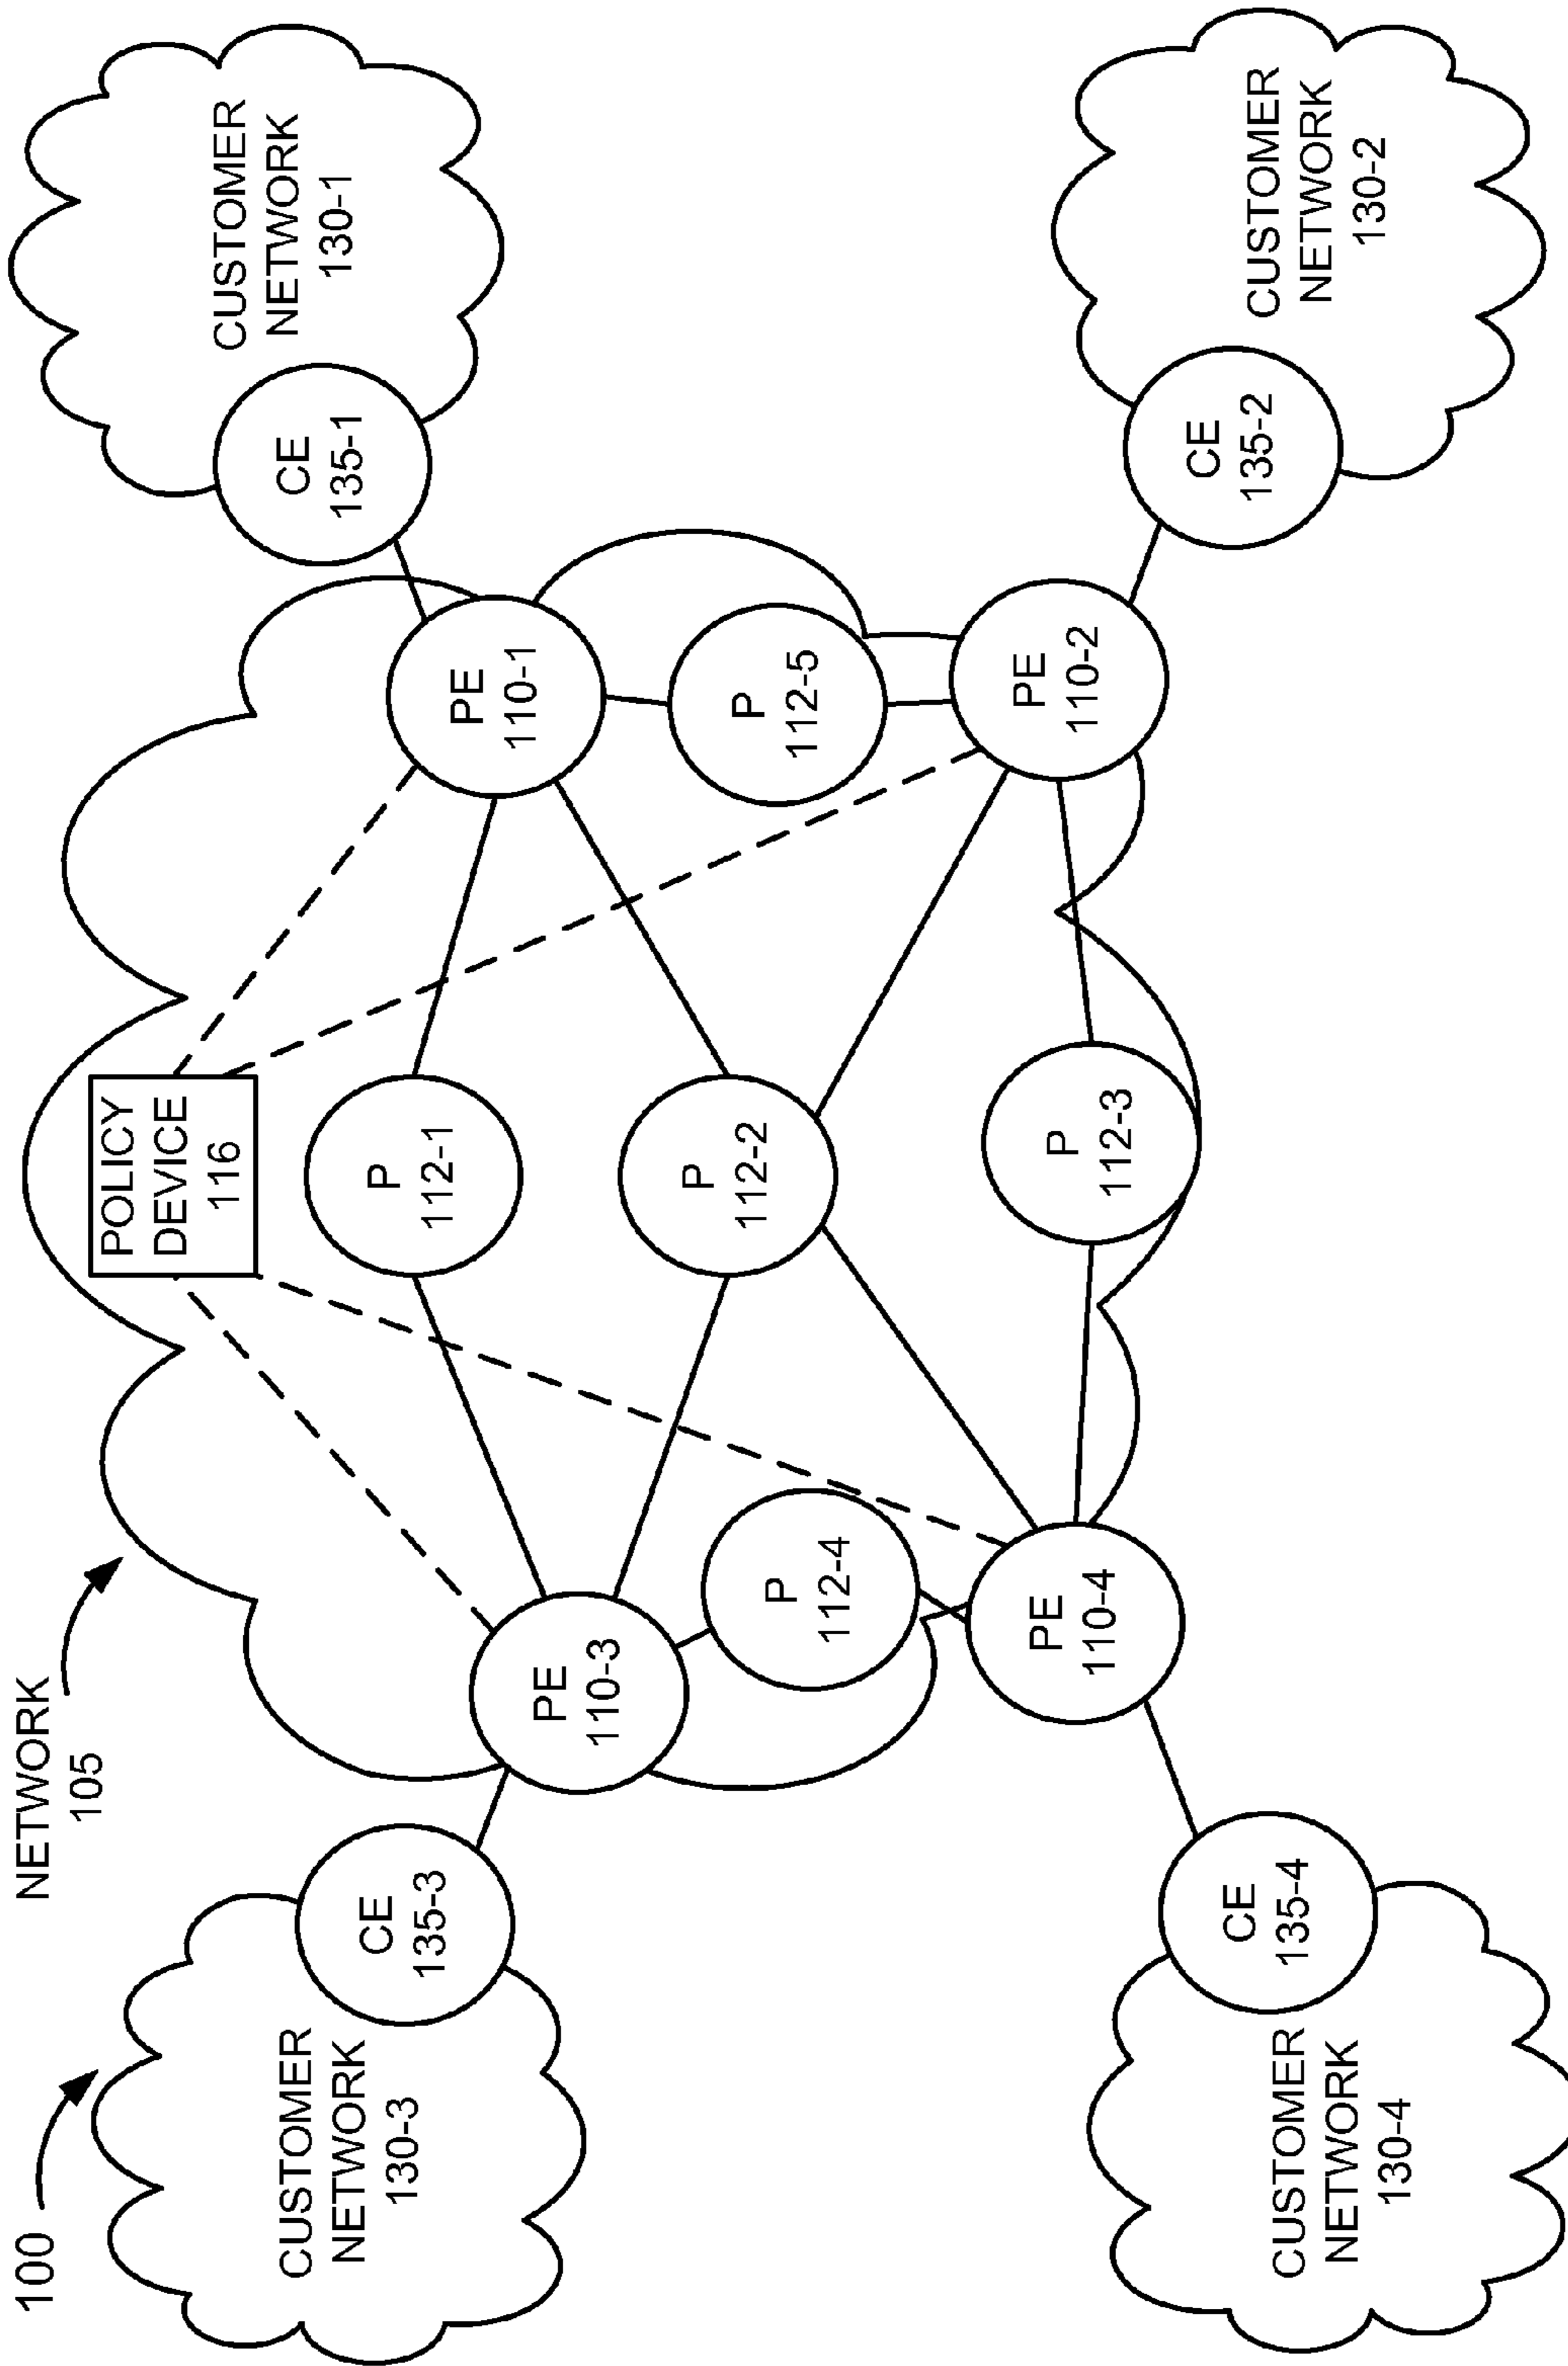 100
NETWORK
105
CUSTOMER
NETWORK
130-3
CE
135-3
PE
110-3
P
112-4
POLICY
DEVICE
116
P
112-1
P
112-2
P
112-3
PE
110-1
P
112-5
PE
110-2
CE
135-1
CUSTOMER
NETWORK
130-1
CE
135-2
CUSTOMER
NETWORK
130-2
PE
110-4
CE
135-4
CUSTOMER
NETWORK
130-4